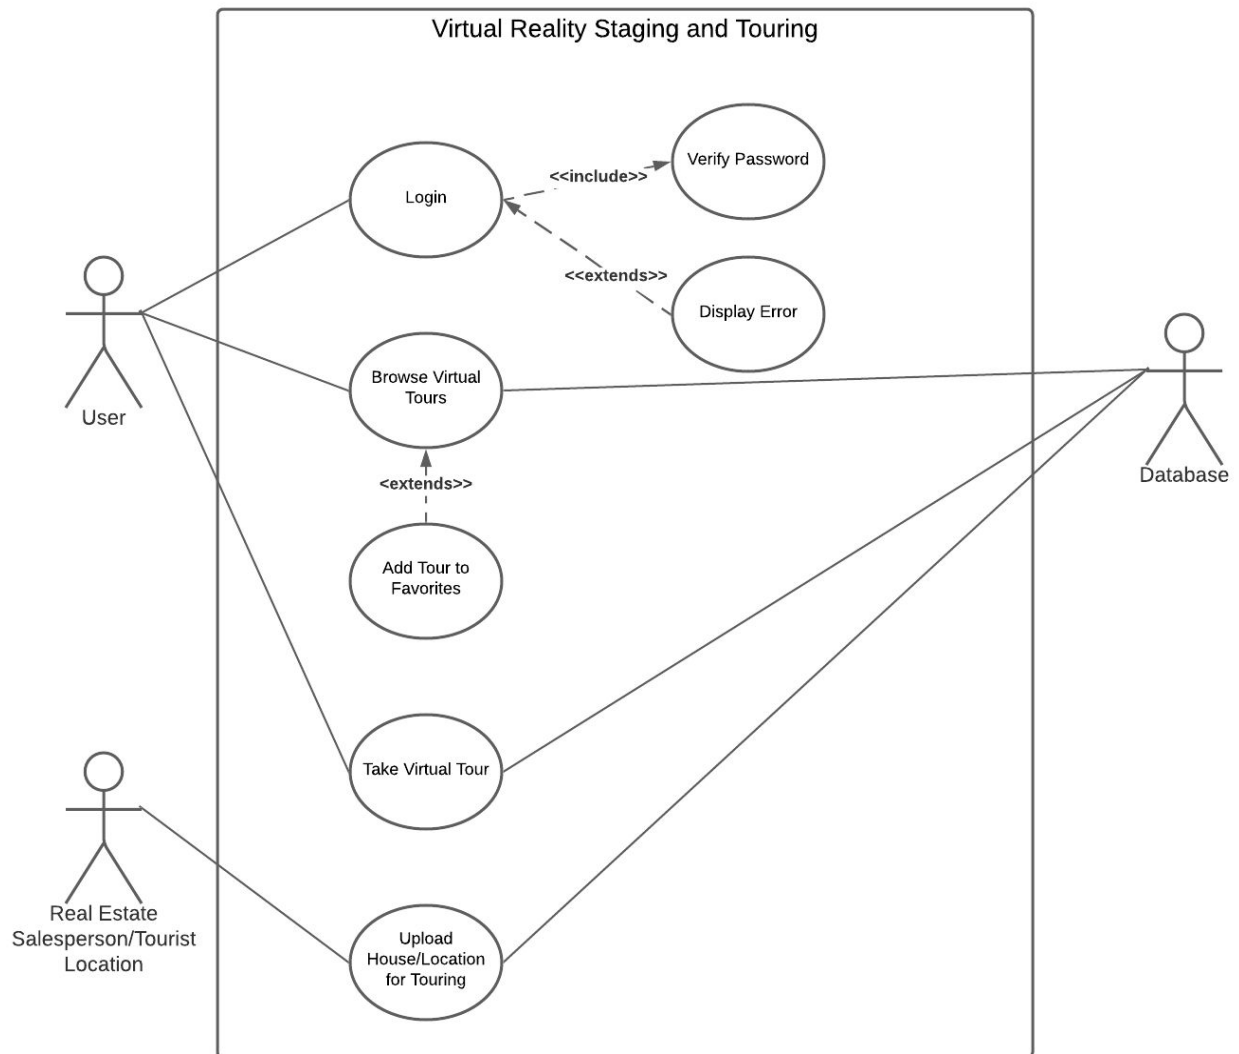 Virtual Reality Staging and Touring
Verify Password
Login
<<include>>
<<extends>>
Display Error
Browse Virtual
Tours
User
Database
<extends>>
Add Tour to
Favorites
Take Virtual Tour
Real Estate
Salesperson/Tourist
Location
Upload
House/Location
for Touring